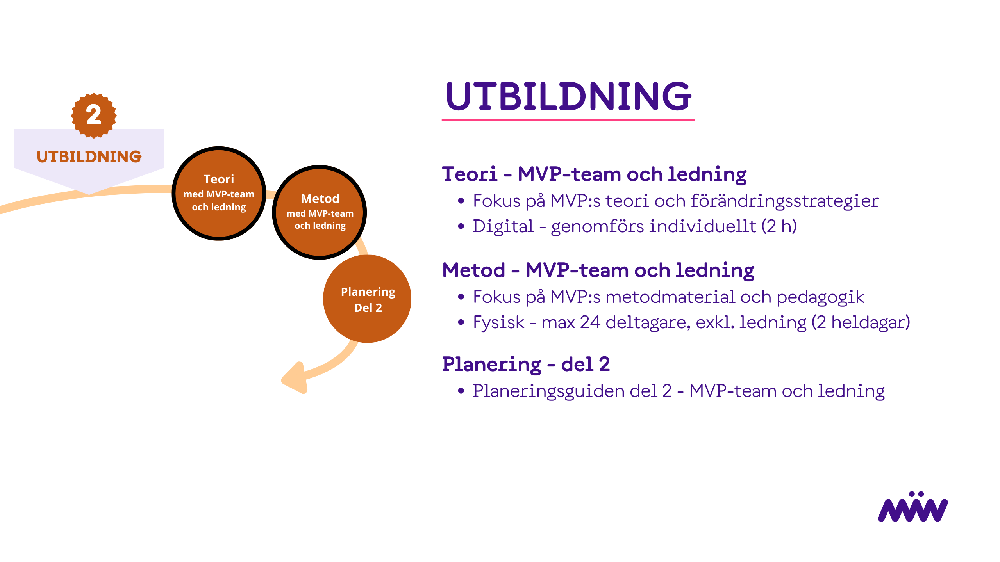 2
UTBILDNING
Teori
med MVP-team
och ledning
Metod
med MVP-team
och ledning
Planering
Del 2
UTBILDNING
Teori - MVP-team och ledning
• Fokus på MVP:s teori och förändringsstrategier
• Digital - genomförs individuellt (2 h)
Metod - MVP-team och ledning
• Fokus på MVP:s metodmaterial och pedagogik
• Fysisk - max 24 deltagare, exkl. ledning (2 heldagar)
Planering - del 2
• Planeringsguiden del 2 - MVP-team och ledning